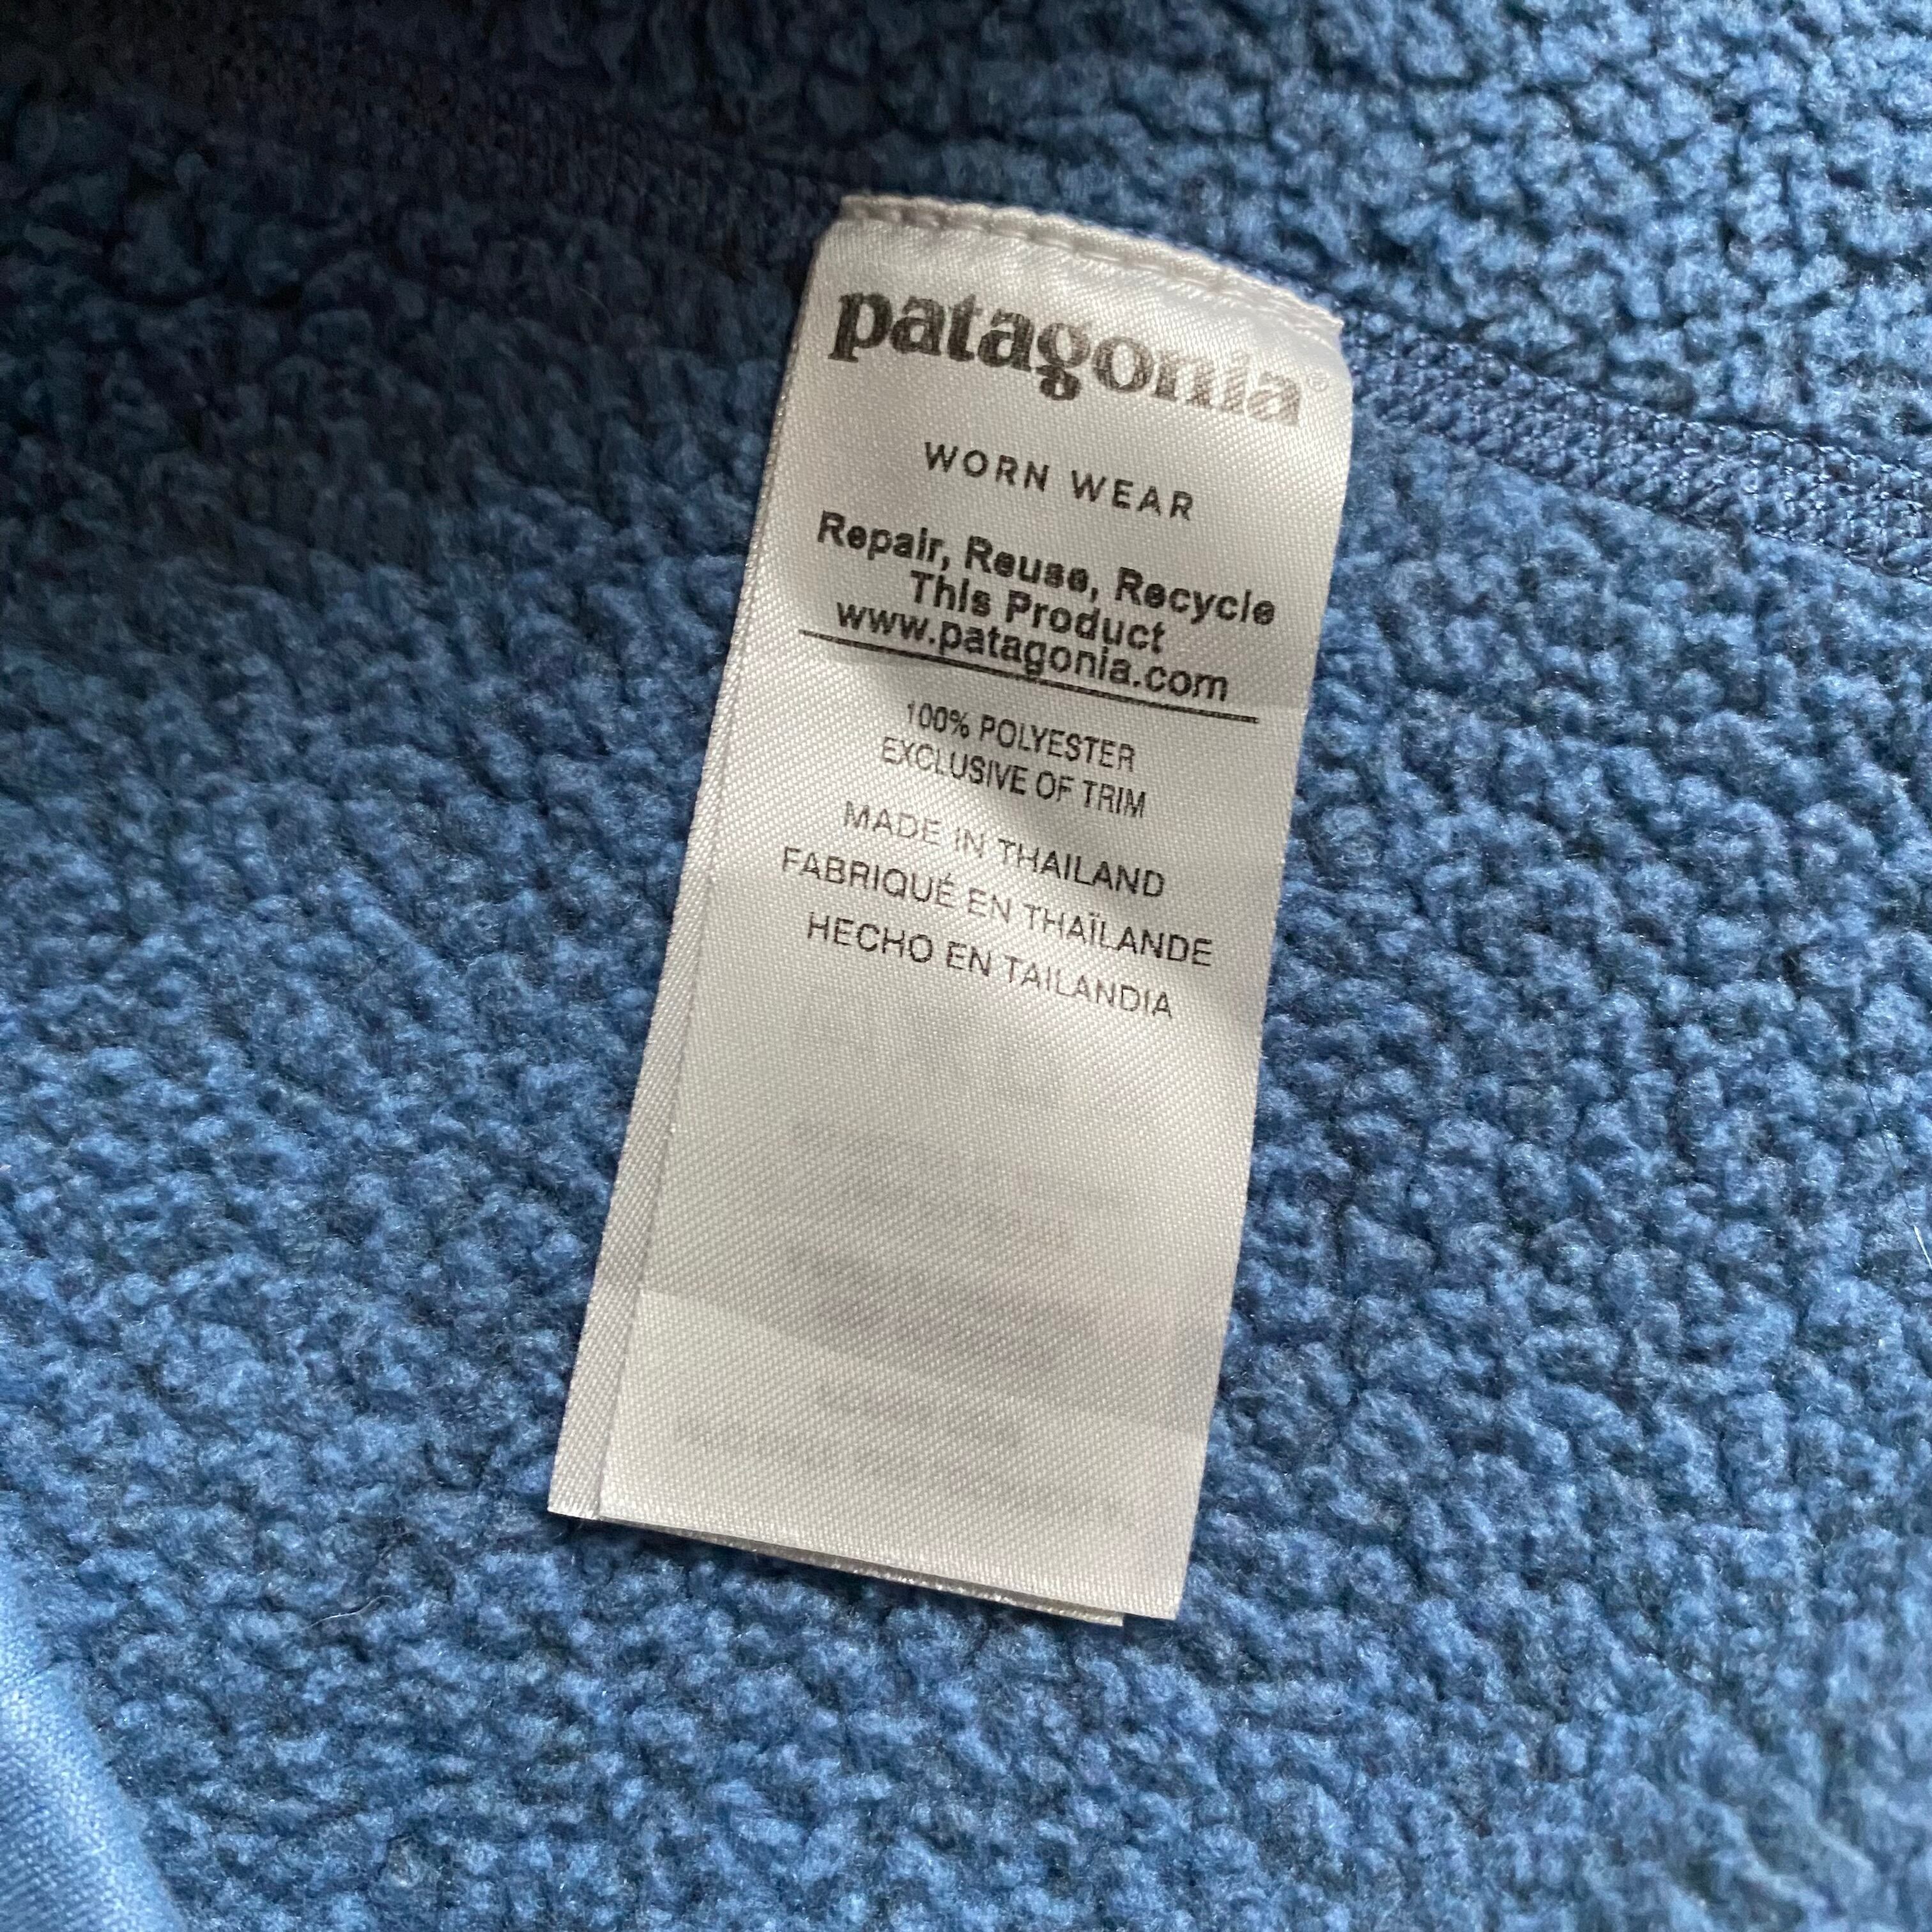 patagonia®
WORN WEAR
Repair, Reuse, Recycle
This Product
www.patagonia.com
100% POLYESTER
EXCLUSIVE OF TRIM
MADE IN THAILAND
FABRIQUÉ EN THAÏLANDE
HECHO EN TAILANDIA